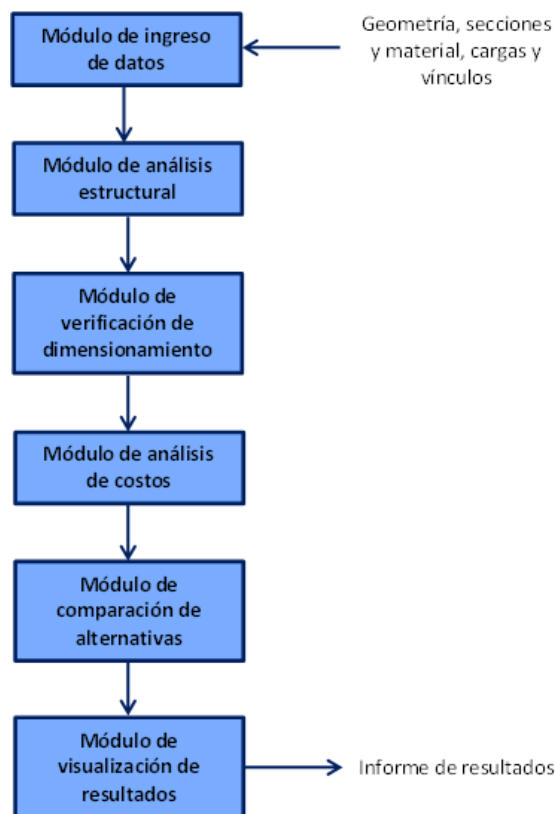 Módulo de ingreso
de datos
Geometría, secciones
y material, cargas y
vínculos
Módulo de análisis
estructural
Módulo de
verificación de
dimensionamiento
Módulo de análisis
de costos
Módulo de
comparación de
alternativas
Módulo de
visualización de
resultados
Informe de resultados